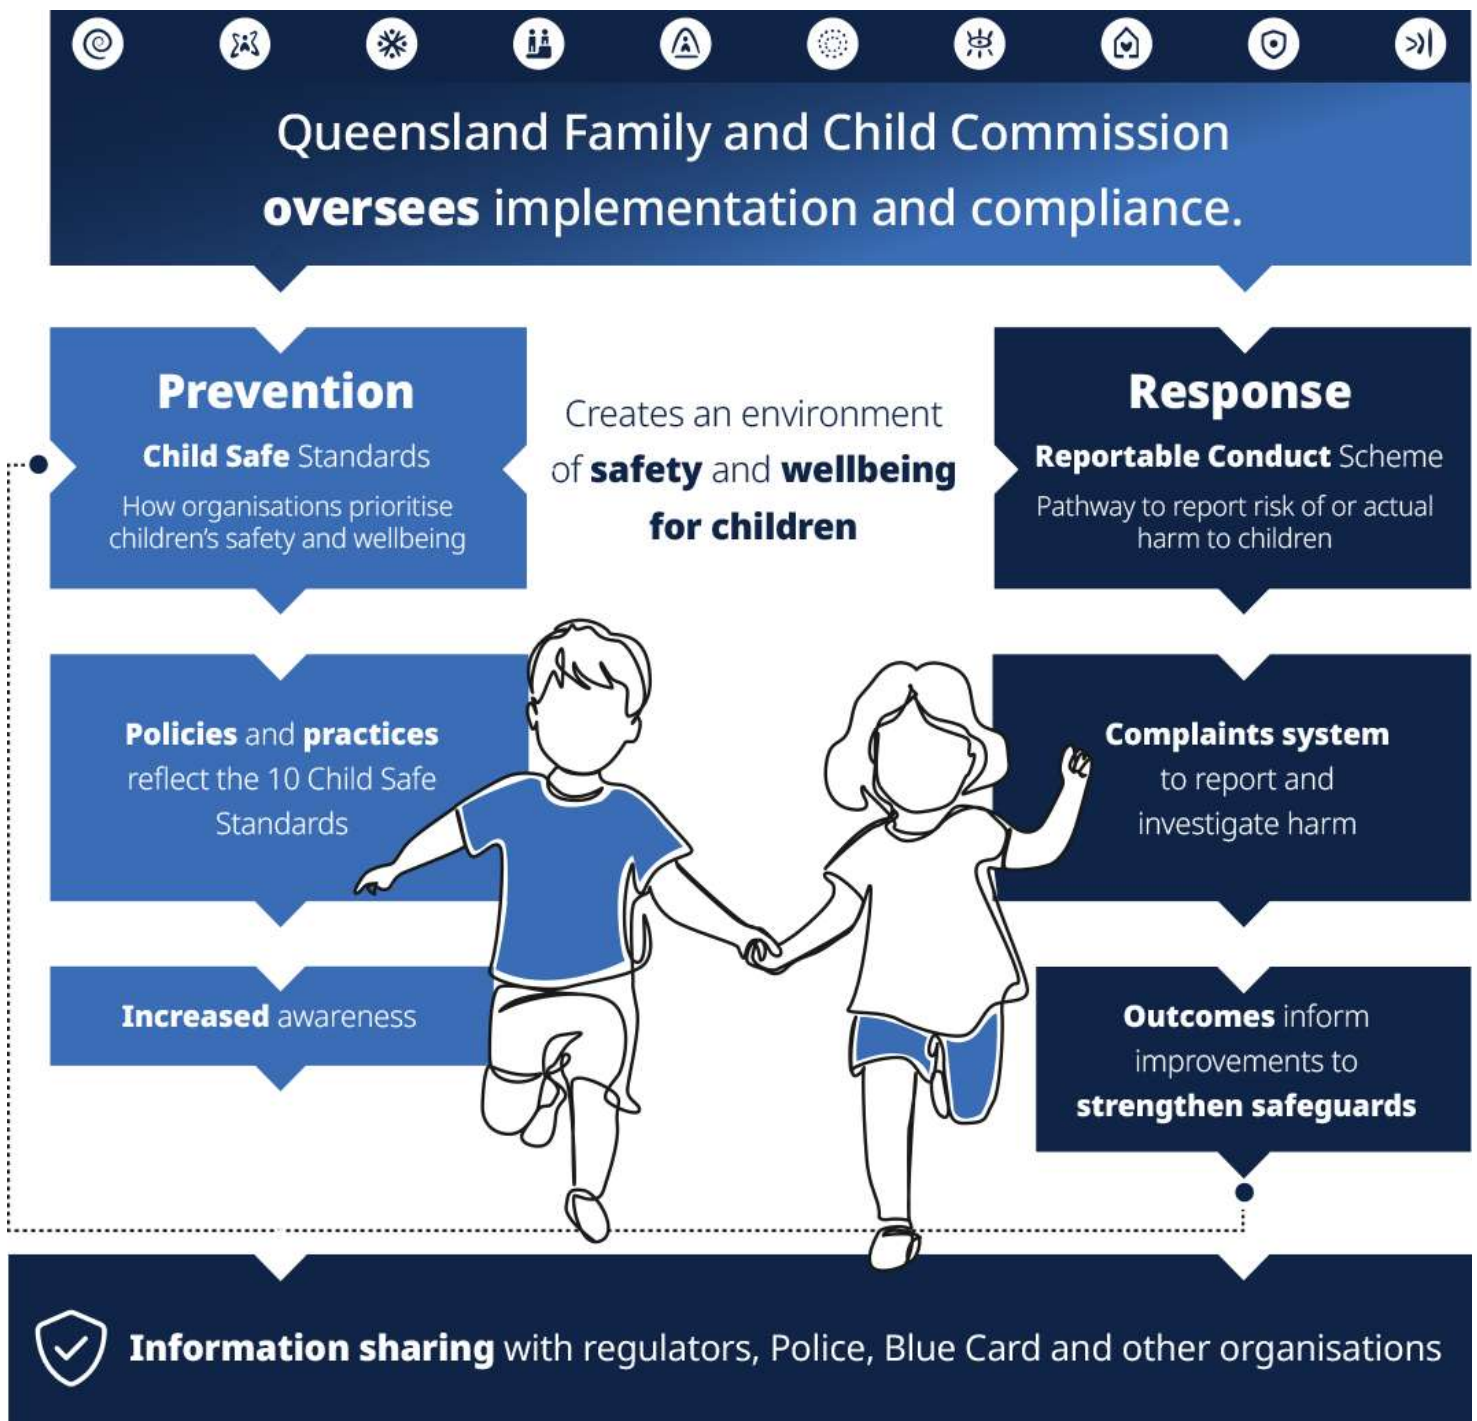 Queensland Family and Child Commission
oversees implementation and compliance.
Prevention
Child Safe Standards
How organisations prioritise
children’s safety and wellbeing
Creates an environment
of safety and wellbeing
for children
Response
Reportable Conduct Scheme
Pathway to report risk of or actual
harm to children
Policies and practices
reflect the 10 Child Safe
Standards
Complaints system
to report and
investigate harm
Increased awareness
Outcomes inform
improvements to
strengthen safeguards
Information sharing with regulators, Police, Blue Card and other organisations